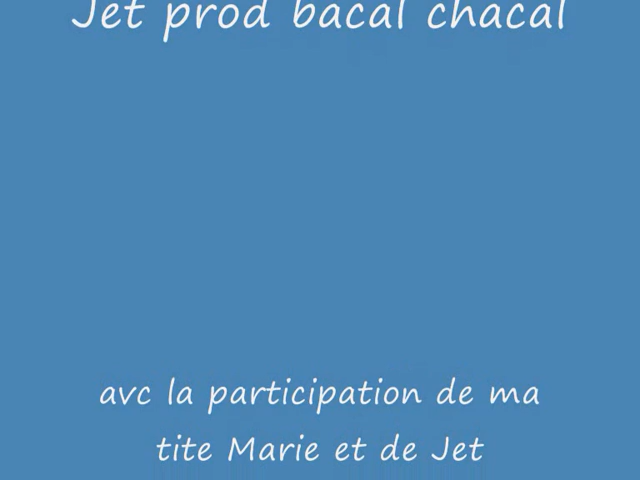 Jet prod bacal chacal
avc la participation de ma
tite Marie et de Jet